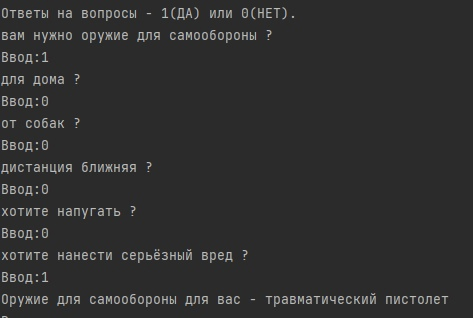 Ответы на вопросы - 1(ДА) или 0(НЕТ).
вам нужно оружие для самообороны ?
Ввод:1
для дома ?
Ввод:0
от собак ?
Ввод:0
дистанция ближняя ?
Ввод:0
хотите напугать ?
Ввод:0
хотите нанести серьёзный вред ?
Ввод:1
Оружие для самообороны для вас - травматический пистолет